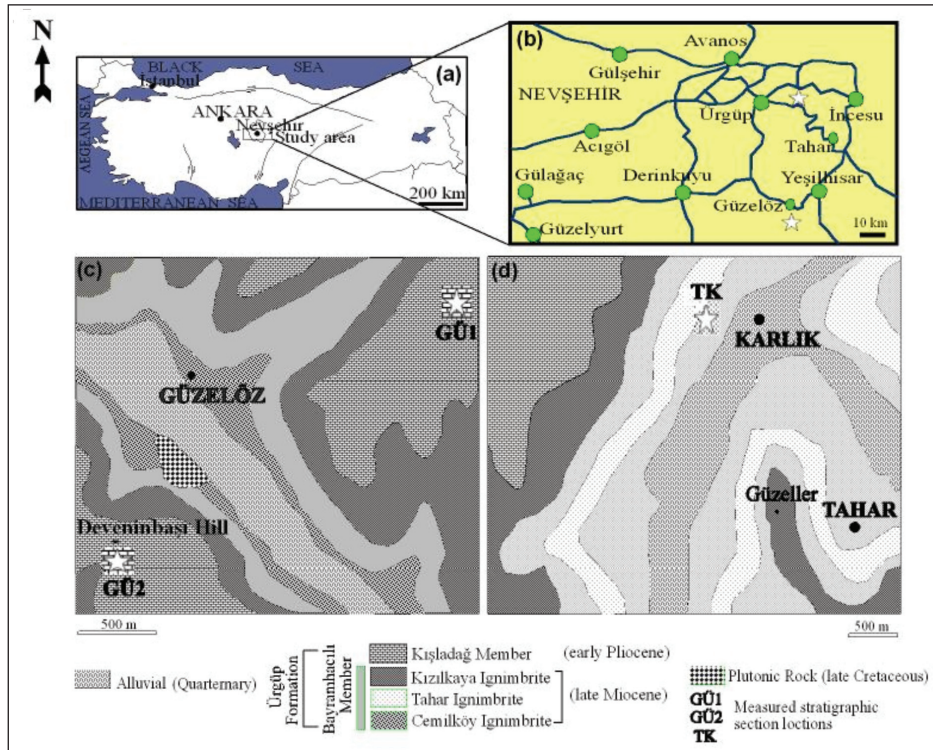 N
(a)
BLACK SEA
İstanbul
ANKARA
Nevşehir
Study area
AEGEAN SEA
MEDITERRANEAN SEA
200 km
(b)
Avanos
Gülşehir
NEVŞEHİR
Ürgüp
İncesu
Acıgöl
Tahar
Gülağaç
Derinkuyu
Yeşilhisar
Güzelöz
Güzelyurt
10 km
(c)
GÜ1
GÜZELÖZ
Deveninbaşı Hill
GÜ2
500 m
(d)
TK
KARLIK
Güzeller
TAHAR
500 m
Alluvial (Quarternary)
Ürgüp Formation
Bayramhacılı Member
Kışladağ Member (early Pliocene)
Kızılkaya Ignimbrite
Tahar Ignimbrite (late Miocene)
Cemilköy Ignimbrite
Plutonic Rock (late Cretaceous)
GÜ1
GÜ2
TK
Measured stratigraphic
section loctions